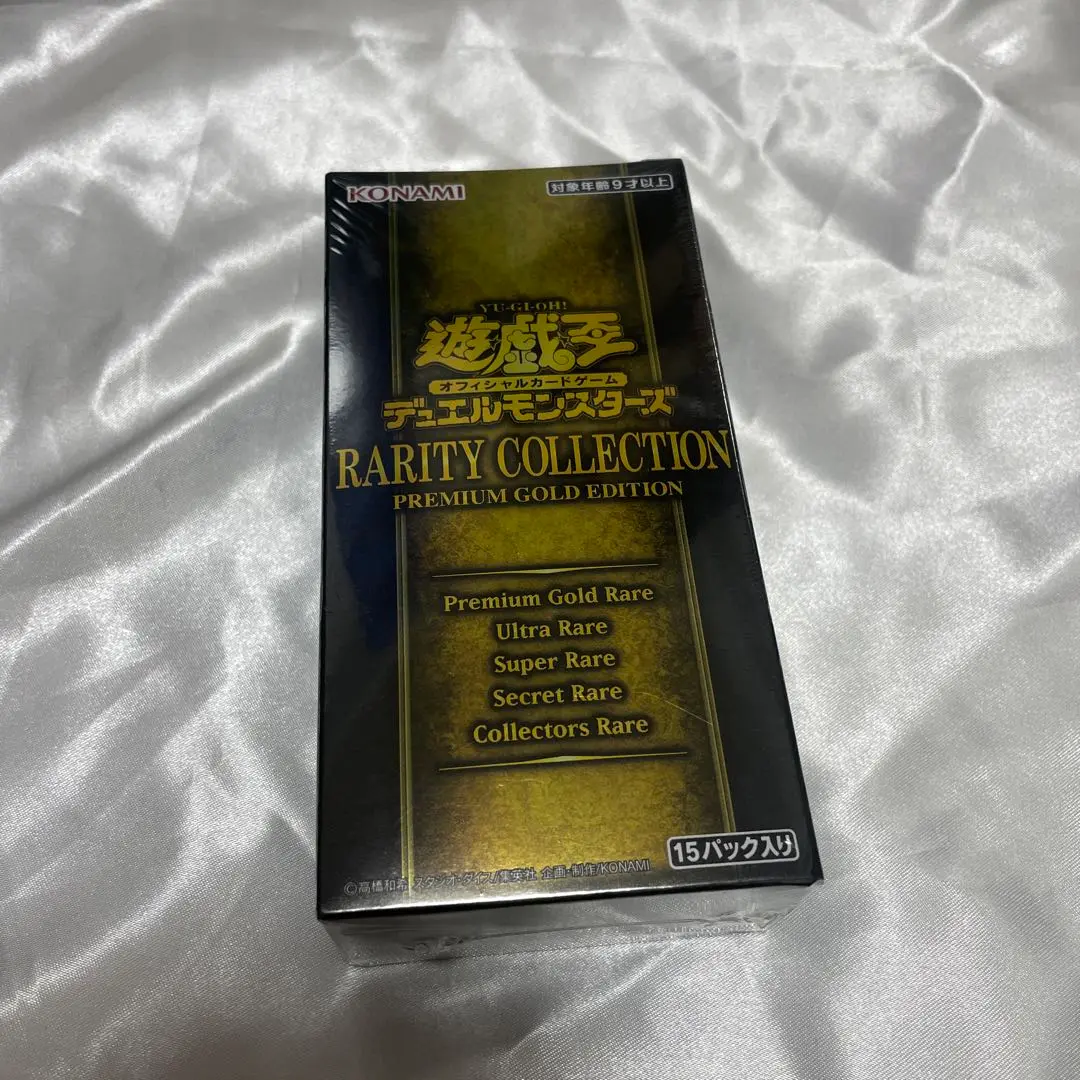 KONAMI
対象年齢9才以上
YU-GI-OH!
遊戯王
オフィシャルカードゲーム
デュエルモンスターズ
RARITY COLLECTION
PREMIUM GOLD EDITION
Premium Gold Rare
Ultra Rare
Super Rare
Secret Rare
Collectors Rare
15パック入り
©高橋和希 スタジオ・ダイス/集英社 企画・制作/KONAMI